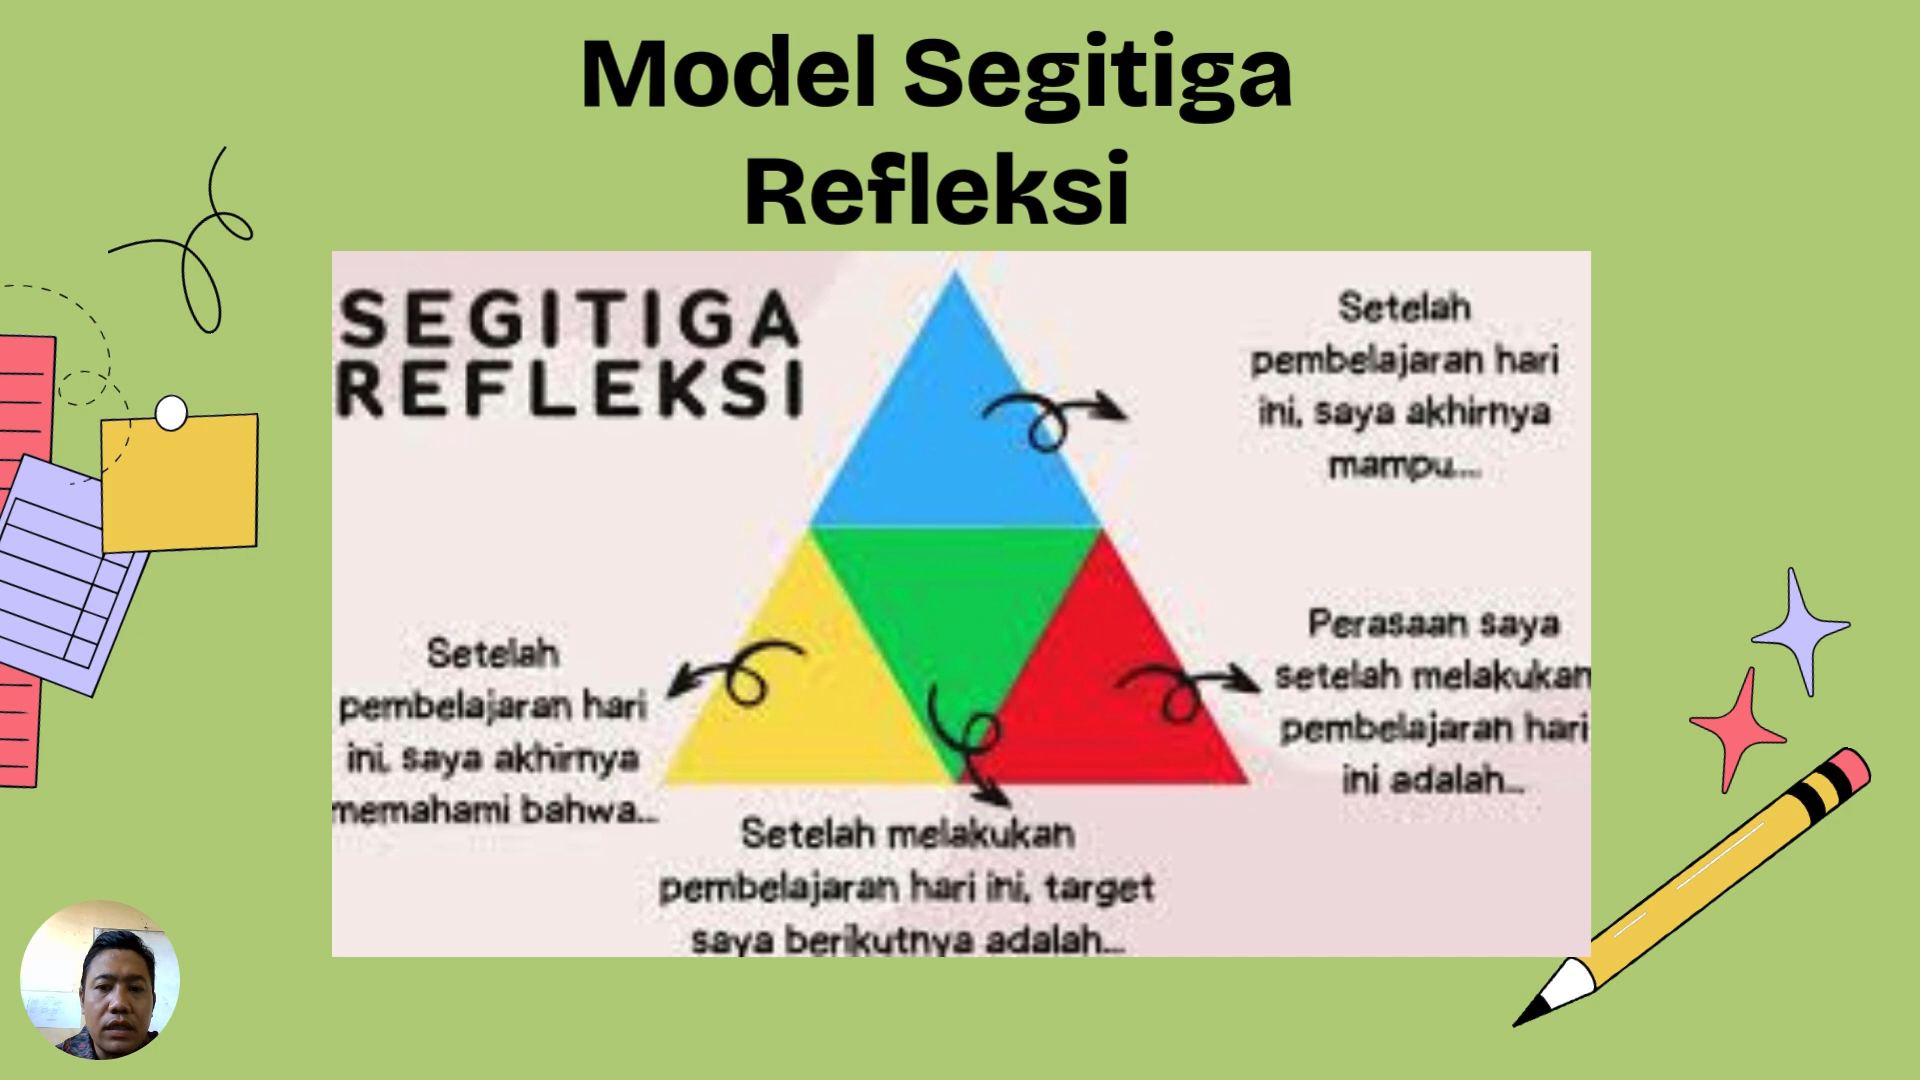 Model Segitiga
Refleksi
SEGITIGA
REFLEKSI
Setelah
pembelajaran hari
ini, saya akhirnya
mampu....
Setelah
pembelajaran hari
ini, saya akhirnya
memahami bahwa...
Perasaan saya
setelah melakukan
pembelajaran hari
ini adalah...
Setelah melakukan
pembelajaran hari ini, target
saya berikutnya adalah...